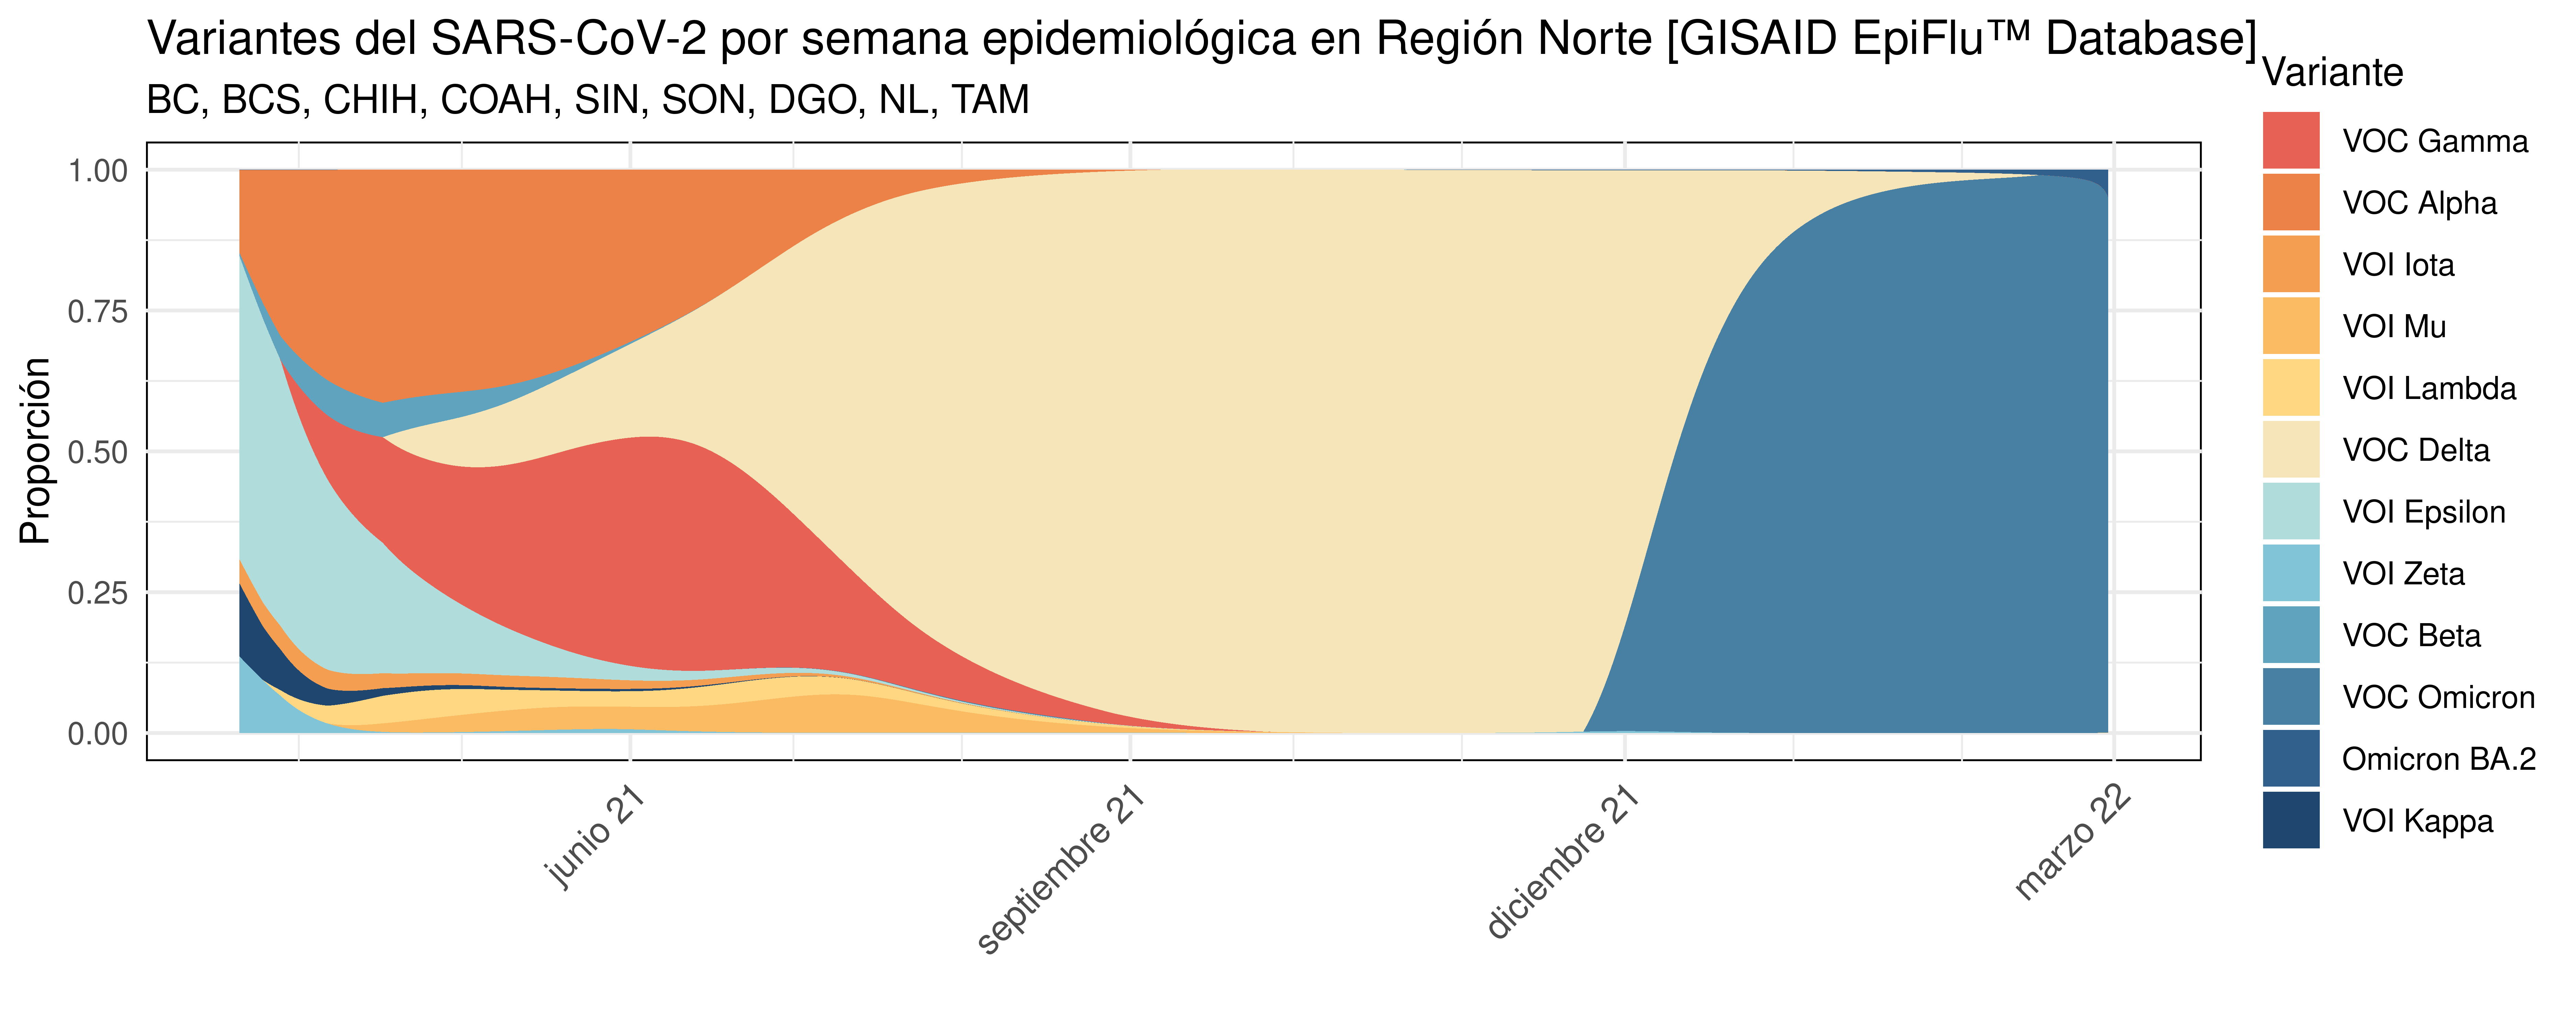 Variantes del SARS-CoV-2 por semana epidemiológica en Región Norte [GISAID EpiFlu™ Database]
BC, BCS, CHIH, COAH, SIN, SON, DGO, NL, TAM
Proporción
1.00
0.75
0.50
0.25
0.00
junio 21
septiembre 21
diciembre 21
marzo 22
Variante
VOC Gamma
VOC Alpha
VOI Iota
VOI Mu
VOI Lambda
VOC Delta
VOI Epsilon
VOI Zeta
VOC Beta
VOC Omicron
Omicron BA.2
VOI Kappa